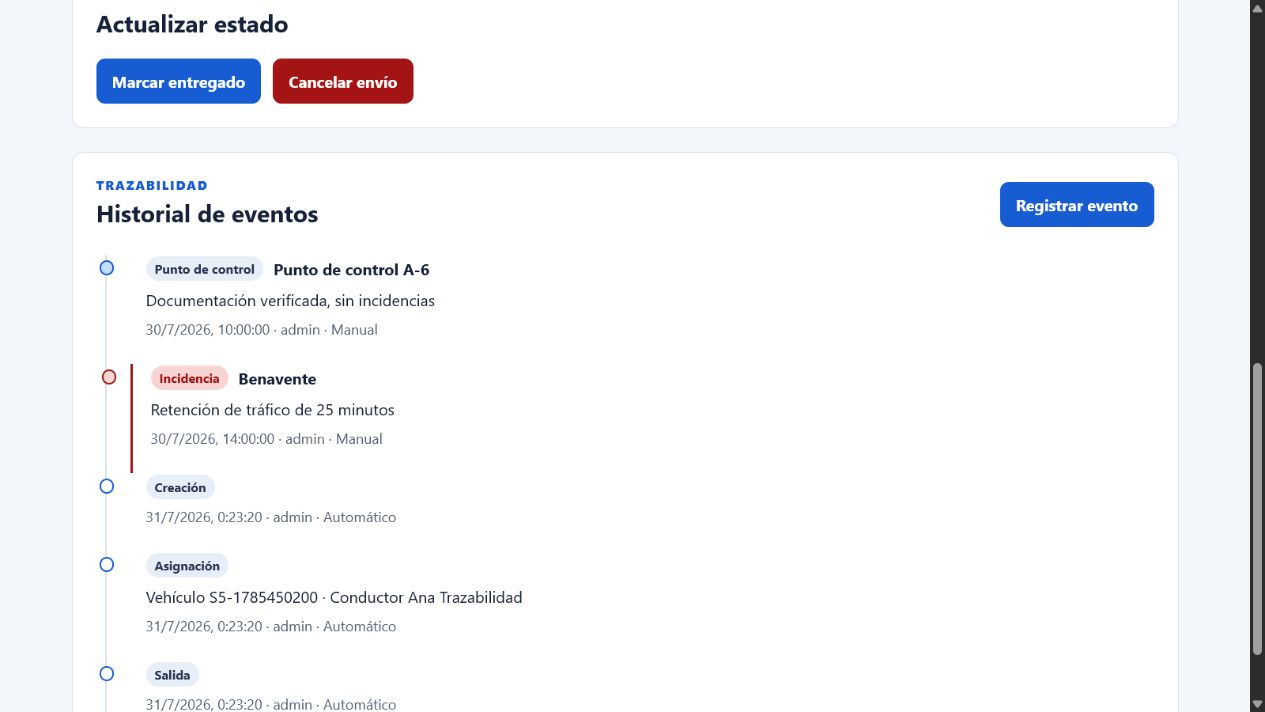 Actualizar estado
Marcar entregado
Cancelar envío
TRAZABILIDAD
Historial de eventos
Registrar evento
Punto de control Punto de control A-6
Documentación verificada, sin incidencias
30/7/2026, 10:00:00 · admin · Manual
Incidencia Benavente
Retención de tráfico de 25 minutos
30/7/2026, 14:00:00 · admin · Manual
Creación
31/7/2026, 0:23:20 · admin · Automático
Asignación
Vehículo S5-1785450200 · Conductor Ana Trazabilidad
31/7/2026, 0:23:20 · admin · Automático
Salida
31/7/2026, 0:23:20 · admin · Automático